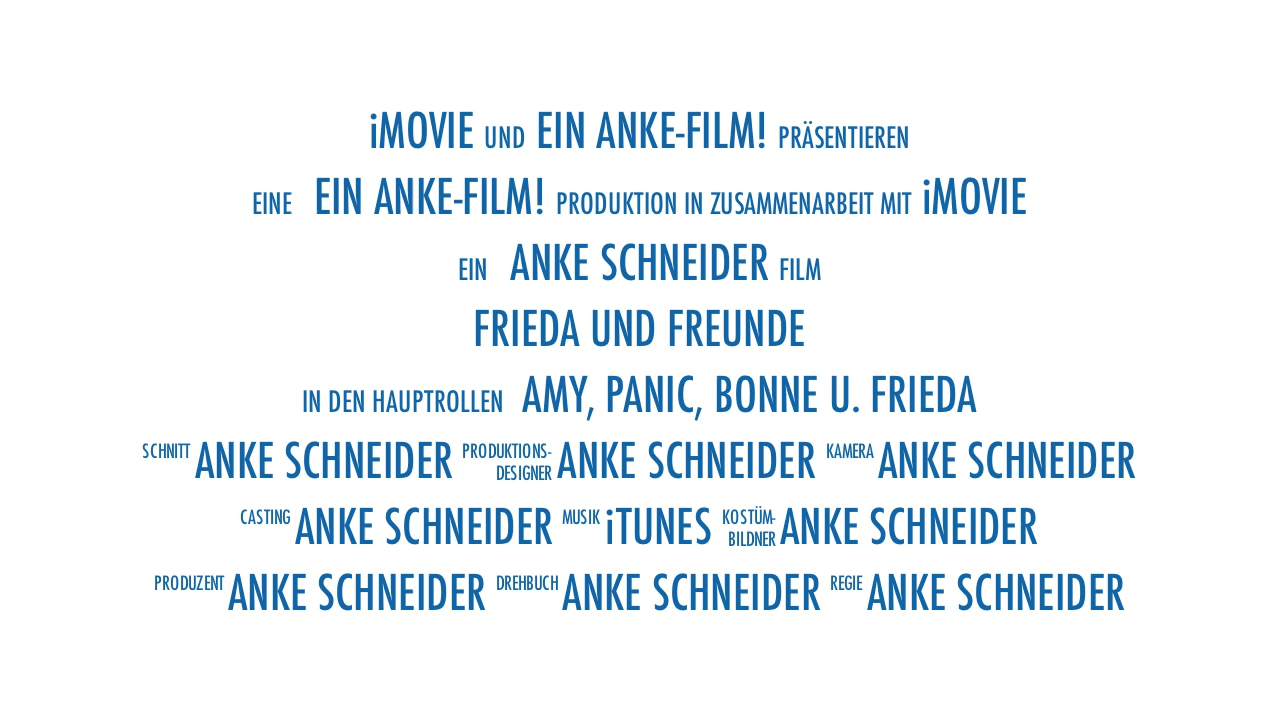 iMOVIE UND EIN ANKE-FILM! PRÄSENTIEREN
EINE EIN ANKE-FILM! PRODUKTION IN ZUSAMMENARBEIT MIT iMOVIE
EIN ANKE SCHNEIDER FILM
FRIEDA UND FREUNDE
IN DEN HAUPTROLLEN AMY, PANIC, BONNE U. FRIEDA
SCHNITT ANKE SCHNEIDER PRODUKTIONS-DESIGNER ANKE SCHNEIDER KAMERA ANKE SCHNEIDER
CASTING ANKE SCHNEIDER MUSIK iTUNES KOSTÜM-BILDNER ANKE SCHNEIDER
PRODUZENT ANKE SCHNEIDER DREHBUCH ANKE SCHNEIDER REGIE ANKE SCHNEIDER